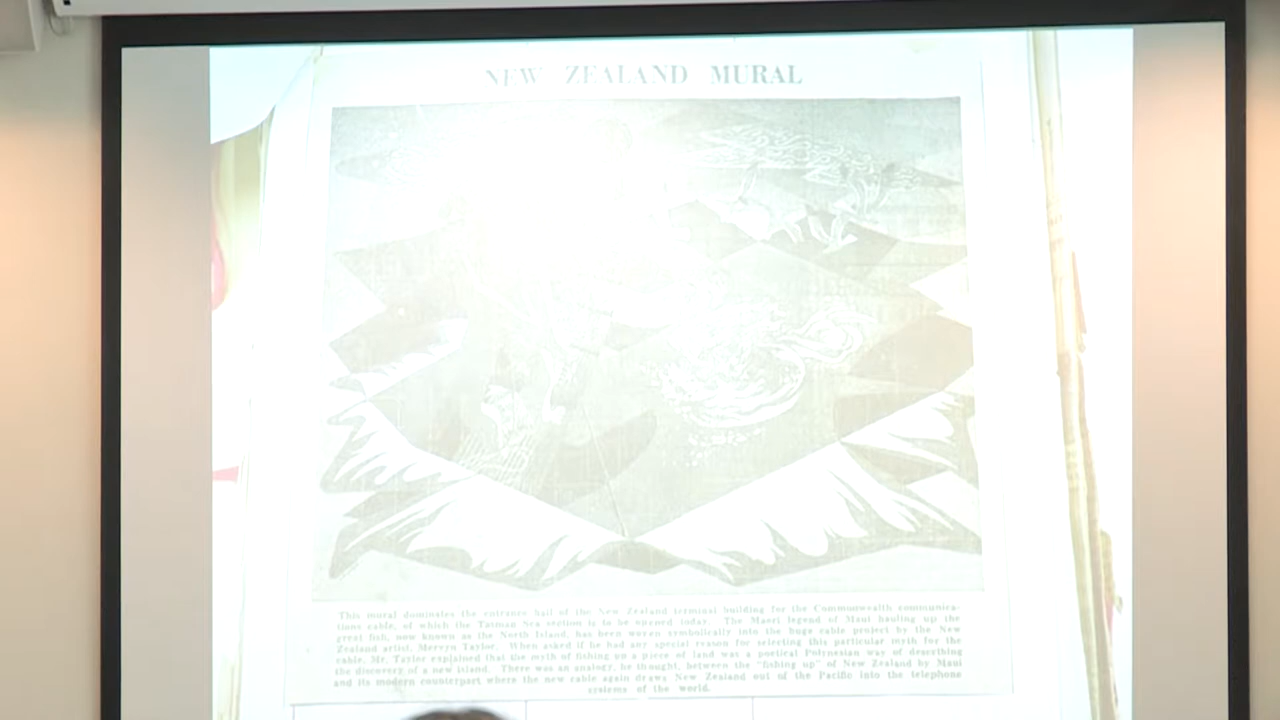 NEW ZEALAND MURAL
This mural dominates the entrance hall of the New Zealand terminal building for the Commonwealth communica-
tions cable, of which the Tasman Sea section is to be opened today. The Maori legend of Maui hauling up the
great fish, now known as the North Island, has been woven symbolically into the huge cable project by the New
Zealand artist, Mervyn Taylor. When asked if he had any special reason for selecting this particular myth for the
cable, Mr. Taylor explained that the myth of fishing up a piece of land was a poetical Polynesian way of describing
the discovery of a new island. There was an analogy, he thought, between the "fishing up" of New Zealand by Maui
and its modern counterpart where the new cable again draws New Zealand out of the Pacific into the telephone
systems of the world.